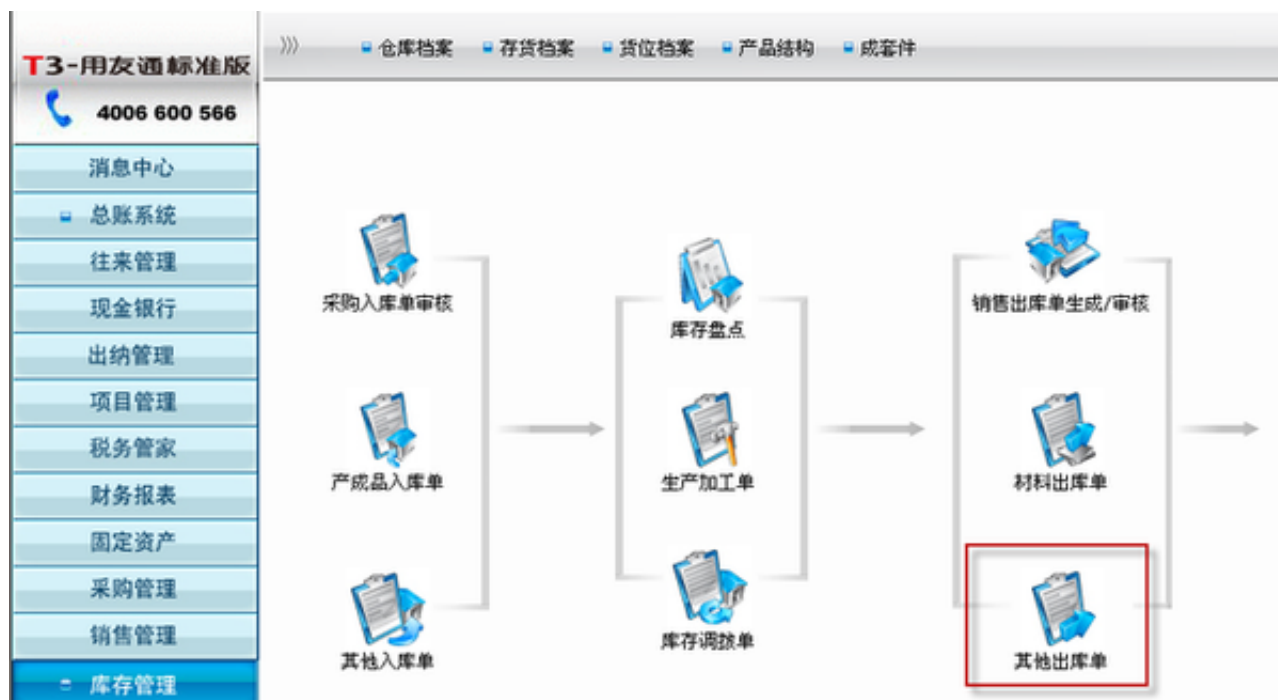 T3-用友通标准版
4006 600 566
消息中心
总账系统
往来管理
现金银行
出纳管理
项目管理
税务管家
财务报表
固定资产
采购管理
销售管理
库存管理
》》 仓库档案 存货档案 货位档案 产品结构 成套件
采购入库单审核
库存盘点
销售出库单生成/审核
产成品入库单
生产加工单
材料出库单
其他入库单
库存调拨单
其他出库单